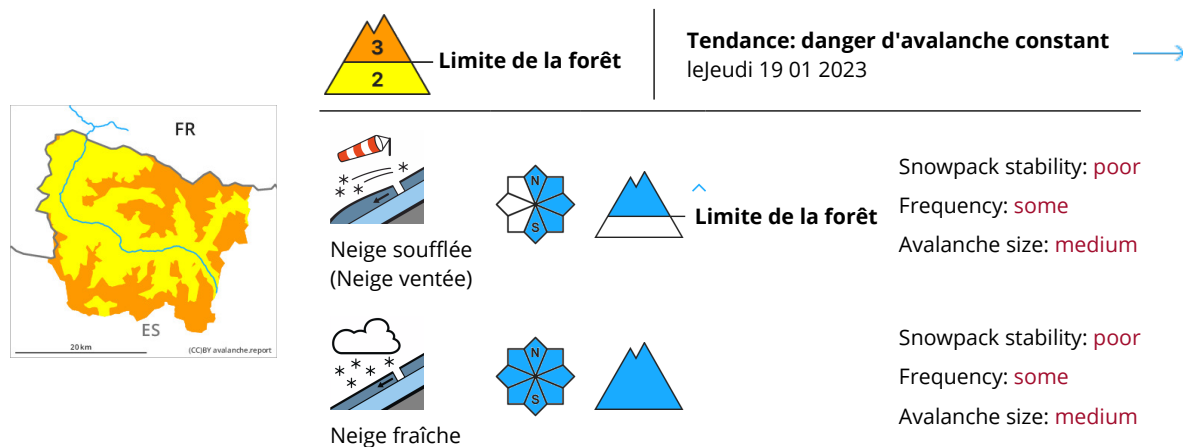 3
2
Limite de la forêt
Tendance: danger d'avalanche constant
leJeudi 19 01 2023
FR
ES
20 km
(CC)BY avalanche.report
N
S
Limite de la forêt
Snowpack stability: poor
Frequency: some
Avalanche size: medium
Neige soufflée
(Neige ventée)
N
S
Snowpack stability: poor
Frequency: some
Avalanche size: medium
Neige fraîche